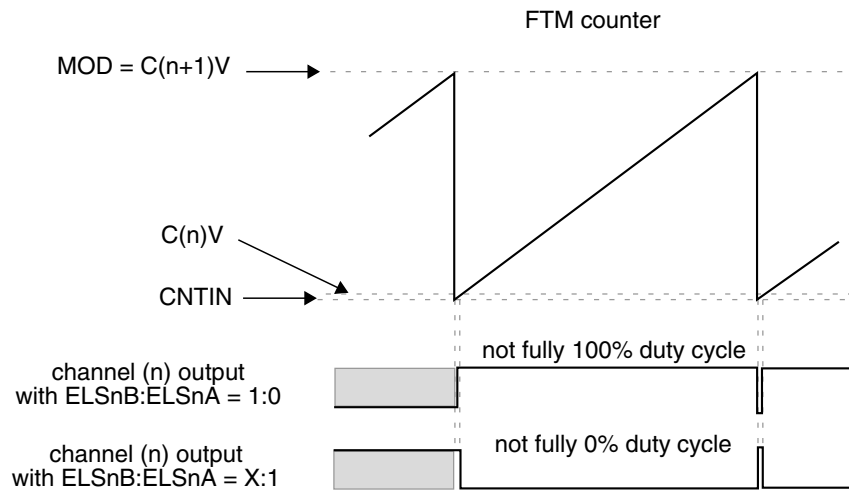 FTM counter
MOD = C(n+1)V
C(n)V
CNTIN
not fully 100% duty cycle
channel (n) output
with ELSnB:ELSnA = 1:0
not fully 0% duty cycle
channel (n) output
with ELSnB:ELSnA = X:1